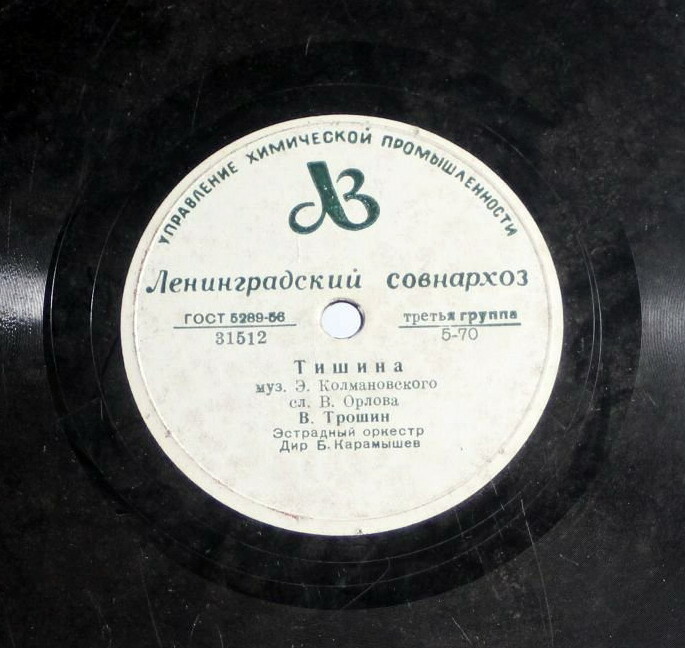 УПРАВЛЕНИЕ ХИМИЧЕСКОЙ ПРОМЫШЛЕННОСТИ
ЛЗ
Ленинградский совнархоз
ГОСТ 5289-56 третья группа
31512 5-70
Тишина
муз. Э. Колмановского
сл. В. Орлова
В. Трошин
Эстрадный оркестр
Дир Б. Карамышев